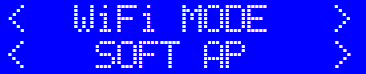 < WiFi MODE >
< SOFT AP >